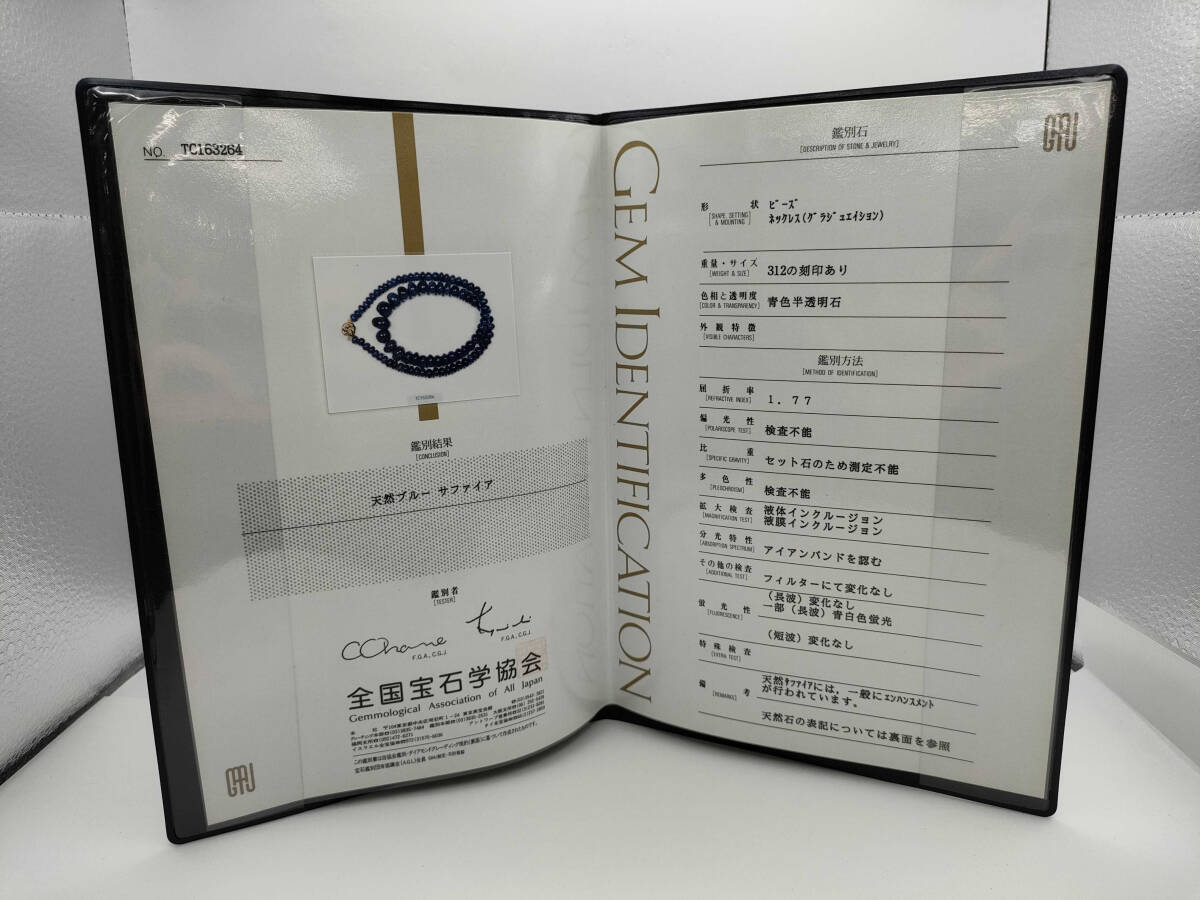 NO. TC163264
TC163264
鑑別結果
[CONCLUSION]
天然ブルー サファイア
鑑別者
[TESTER]
F.G.A., C.G.J.
F.G.A., C.G.J.
全国宝石学協会
Gemmological Association of All Japan
GEM IDENTIFICATION
鑑別石
[DESCRIPTION OF STONE & JEWELRY]
形 状 ビーズ
[SHAPE, SETTING & MOUNTING] ネックレス(グラジュエイション)
重量・サイズ
[WEIGHT & SIZE] 312の刻印あり
色相と透明度
[COLOR & TRANSPARENCY] 青色半透明石
外観特徴
[VISIBLE CHARACTERS]
鑑別方法
[METHOD OF IDENTIFICATION]
屈折率
[REFRACTIVE INDEX] 1.77
偏光性
[POLARISCOPE TEST] 検査不能
比重
[SPECIFIC GRAVITY] セット石のため測定不能
多色性
[PLEOCHROISM] 検査不能
拡大検査 液体インクルージョン
[MAGNIFICATION TEST] 液膜インクルージョン
分光特性
[ABSORPTION SPECTRUM] アイアンバンドを認む
その他の検査
[ADDITIONAL TEST] フィルターにて変化なし
(長波)変化なし
蛍光性 一部(長波)青白色蛍光
[FLUORESCENCE]
(短波)変化なし
特殊検査
[EXTRA TEST]
備考 天然サファイアには、一般にエンハンスメント
[REMARKS] が行われています。
天然石の表記については裏面を参照